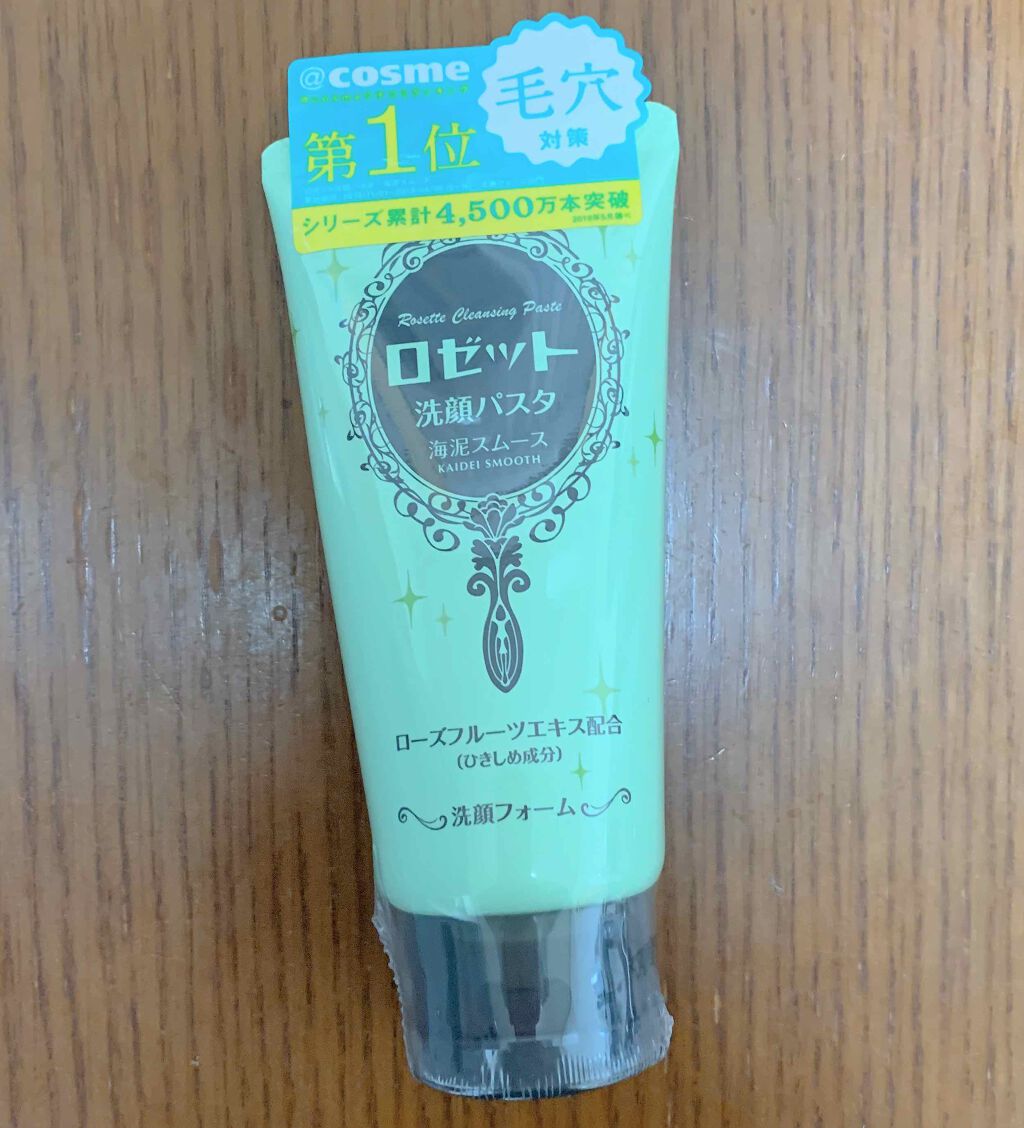 @cosme
毛穴
対策
第1位
シリーズ累計4,500万本突破
Rosette Cleansing Paste
ロゼット
洗顔パスタ
海泥スムース
KAIDEI SMOOTH
ローズフルーツエキス配合
(ひきしめ成分)
洗顔フォーム